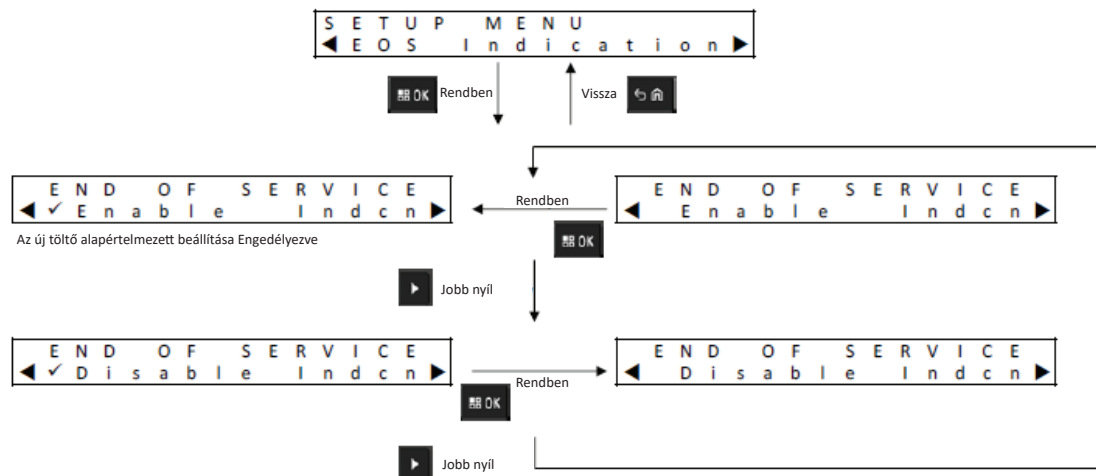 SETUP MENU
◀EOS Indication▶
OK Rendben
Vissza
END OF SERVICE
◀✓Enable Indcn▶
Rendben
END OF SERVICE
◀ Enable Indcn▶
Az új töltő alapértelmezett beállítása Engedélyezve
OK
Jobb nyíl
END OF SERVICE
◀✓Disable Indcn▶
Rendben
END OF SERVICE
◀ Disable Indcn▶
OK
Jobb nyíl